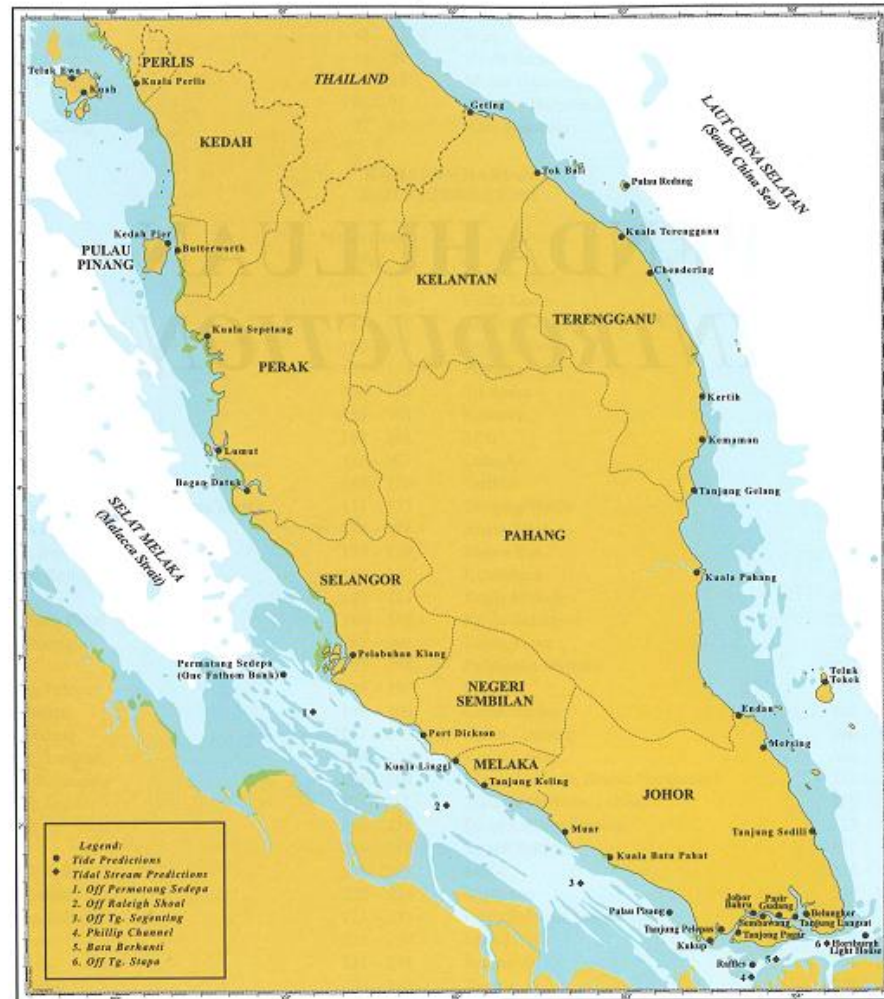 PERLIS
Teluk Ewa
Kuah
Kuala Perlis
THAILAND
Geting
KEDAH
LAUT CHINA SELATAN
(South China Sea)
Tok Bali
Pulau Redang
Kedah Pier
Butterworth
PULAU
PINANG
Kuala Terengganu
Chendering
KELANTAN
TERENGGANU
Kuala Sepetang
PERAK
Kertih
Kemaman
Lumut
Bagan Datuk
Tanjung Gelang
SELAT MELAKA
(Malacca Strait)
PAHANG
SELANGOR
Kuala Pahang
Pelabuhan Klang
Permatang Sedepa
(One Fathom Bank)
Teluk
Tekek
NEGERI
SEMBILAN
1
Endau
Port Dickson
Mersing
Kuala Linggi
MELAKA
Tanjung Keling
JOHOR
2
Muar
Tanjung Sedili
Kuala Batu Pahat
3
Pulau Pisang
Johor
Bahru
Pasir
Gudang
Belungkor
Sembawang
Tanjung Langsat
Tanjung Pelepas
Tanjong Pagar
Kukup
6
Horsburgh
Light House
Raffles
5
4
Legend:
Tide Predictions
Tidal Stream Predictions
1. Off Permatang Sedepa
2. Off Raleigh Shoal
3. Off Tg. Segenting
4. Phillip Channel
5. Batu Berhanti
6. Off Tg. Stapa